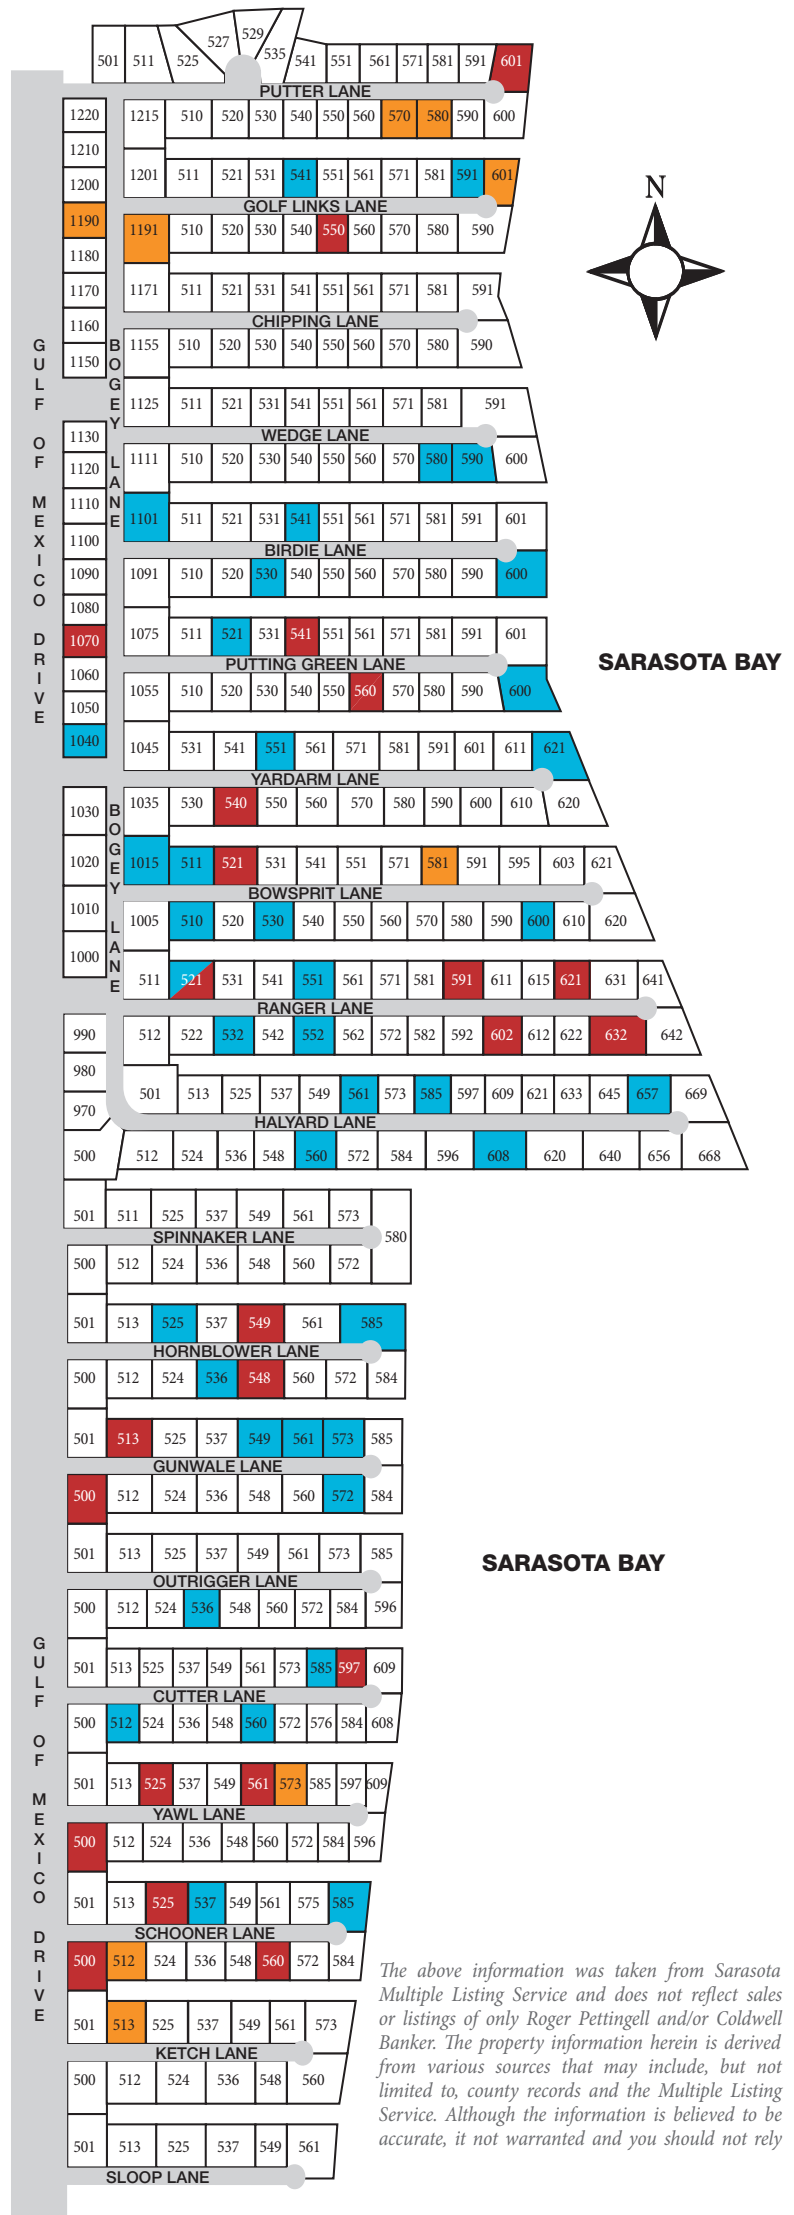 501 511 525 527 529 535 541 551 561 571 581 591 601
PUTTER LANE
1220 1215 510 520 530 540 550 560 570 580 590 600
1210
1200 1201 511 521 531 541 551 561 571 581 591 601
GOLF LINKS LANE
1190 1191 510 520 530 540 550 560 570 580 590
1180
1170 1171 511 521 531 541 551 561 571 581 591
CHIPPING LANE
1160
1150 1155 510 520 530 540 550 560 570 580 590
1125 511 521 531 541 551 561 571 581 591
WEDGE LANE
1130
1120 1111 510 520 530 540 550 560 570 580 590 600
1110 1101 511 521 531 541 551 561 571 581 591 601
1100
BIRDIE LANE
1090 1091 510 520 530 540 550 560 570 580 590 600
1080
1070 1075 511 521 531 541 551 561 571 581 591 601
PUTTING GREEN LANE
1060
1050 1055 510 520 530 540 550 560 570 580 590 600
1040 1045 531 541 551 561 571 581 591 601 611 621
YARDARM LANE
1030 1035 530 540 550 560 570 580 590 600 610 620
1020 1015 511 521 531 541 551 571 581 591 595 603 621
BOWSPRIT LANE
1010 1005 510 520 530 540 550 560 570 580 590 600 610 620
1000 511 521 531 541 551 561 571 581 591 611 615 621 631 641
RANGER LANE
990 512 522 532 542 552 562 572 582 592 602 612 622 632 642
980
970 501 513 525 537 549 561 573 585 597 609 621 633 645 657 669
HALYARD LANE
500 512 524 536 548 560 572 584 596 608 620 640 656 668
501 511 525 537 549 561 573 580
SPINNAKER LANE
500 512 524 536 548 560 572
501 513 525 537 549 561 585
HORNBLOWER LANE
500 512 524 536 548 560 572 584
501 513 525 537 549 561 573 585
GUNWALE LANE
500 512 524 536 548 560 572 584
501 513 525 537 549 561 573 585
OUTRIGGER LANE
500 512 524 536 548 560 572 584 596
501 513 525 537 549 561 573 585 597 609
CUTTER LANE
500 512 524 536 548 560 572 576 584 608
501 513 525 537 549 561 573 585 597 609
YAWL LANE
500 512 524 536 548 560 572 584 596
501 513 525 537 549 561 575 585
SCHOONER LANE
500 512 524 536 548 560 572 584
501 513 525 537 549 561 573
KETCH LANE
500 512 524 536 548 560
501 513 525 537 549 561
SLOOP LANE
GULF OF MEXICO DRIVE
BOGEY LANE
BOGEY LANE
GULF OF MEXICO DRIVE
N
SARASOTA BAY
SARASOTA BAY
The above information was taken from Sarasota
Multiple Listing Service and does not reflect sales
or listings of only Roger Pettingell and/or Coldwell
Banker. The property information herein is derived
from various sources that may include, but not
limited to, county records and the Multiple Listing
Service. Although the information is believed to be
accurate, it not warranted and you should not rely